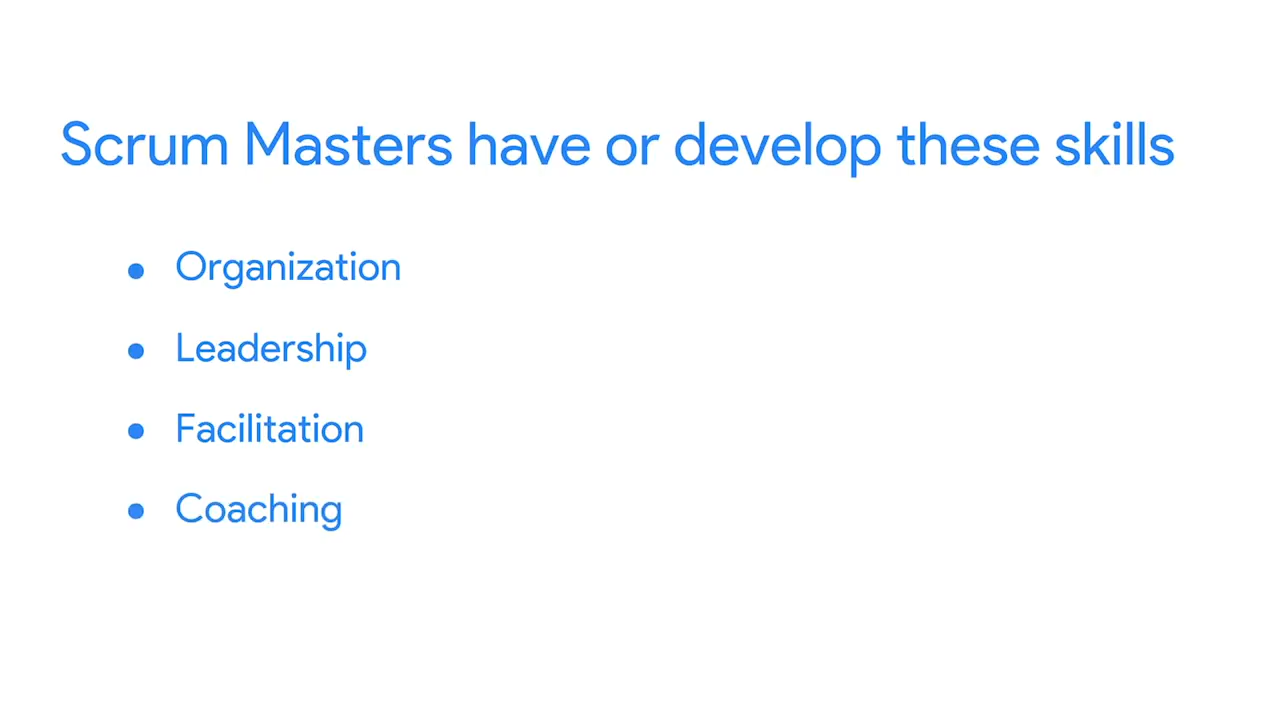 Scrum Masters have or develop these skills
● Organization
● Leadership
● Facilitation
● Coaching